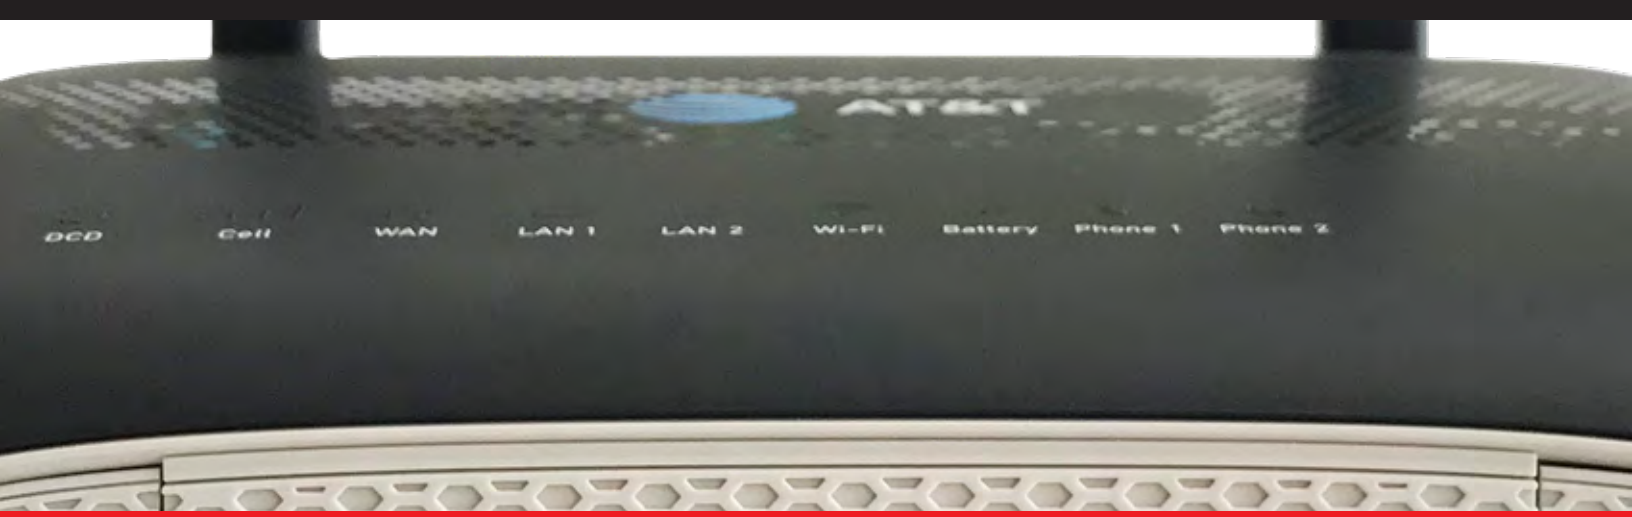 AT&T
DCD Cell WAN LAN 1 LAN 2 Wi-Fi Battery Phone 1 Phone 2